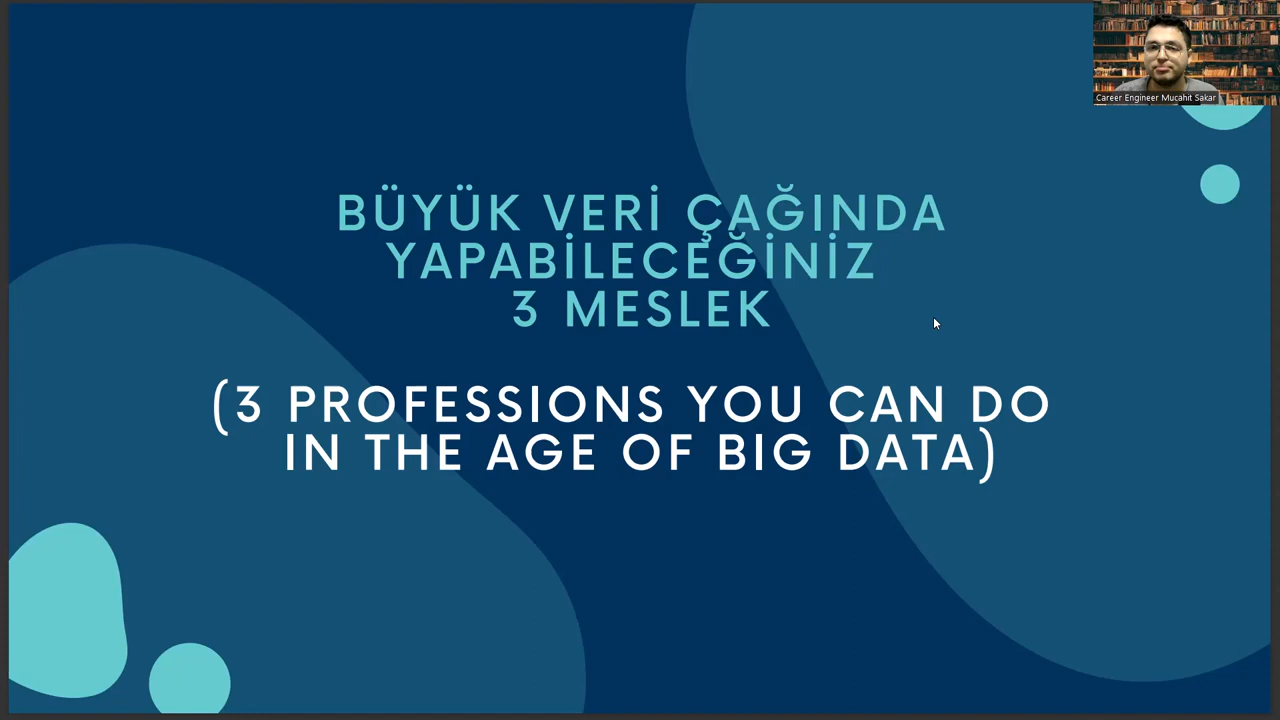 Career Engineer Mucahit Sakar
BÜYÜK VERİ ÇAĞINDA
YAPABİLECEĞİNİZ
3 MESLEK
(3 PROFESSIONS YOU CAN DO
IN THE AGE OF BIG DATA)